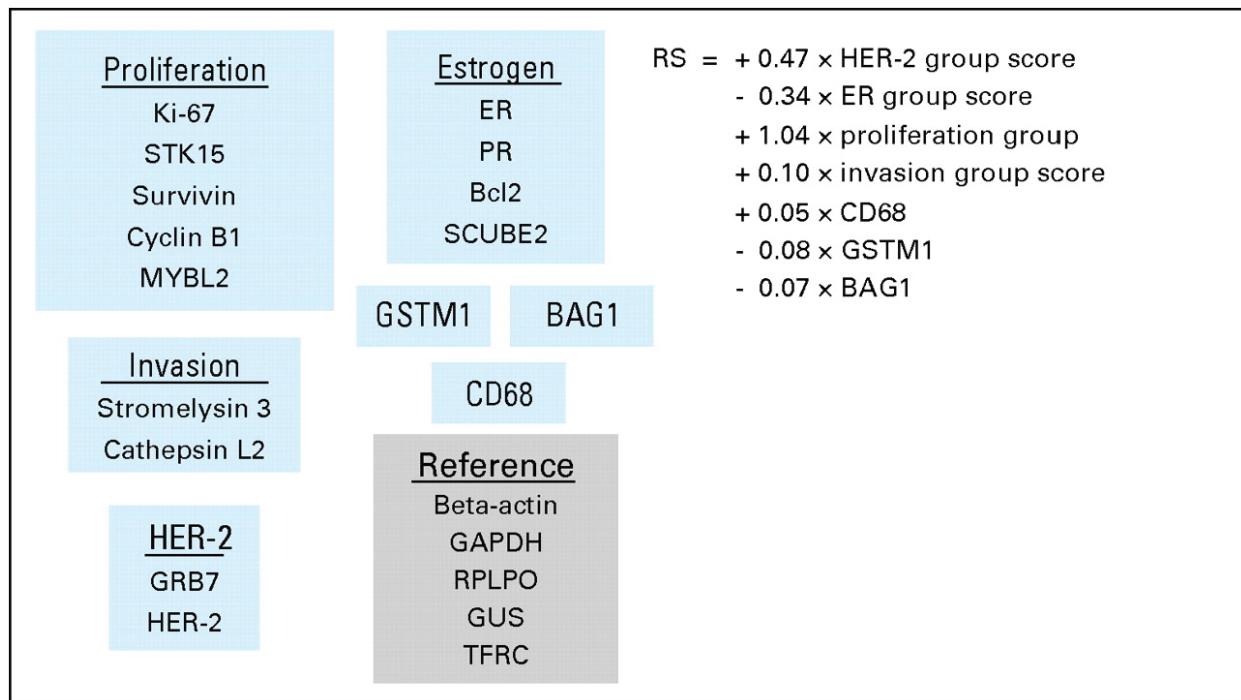 Proliferation
Ki-67
STK15
Survivin
Cyclin B1
MYBL2
Estrogen
ER
PR
Bcl2
SCUBE2
RS = + 0.47 × HER-2 group score
- 0.34 × ER group score
+ 1.04 × proliferation group
+ 0.10 × invasion group score
+ 0.05 × CD68
- 0.08 × GSTM1
- 0.07 × BAG1
GSTM1
BAG1
CD68
Invasion
Stromelysin 3
Cathepsin L2
HER-2
GRB7
HER-2
Reference
Beta-actin
GAPDH
RPLPO
GUS
TFRC